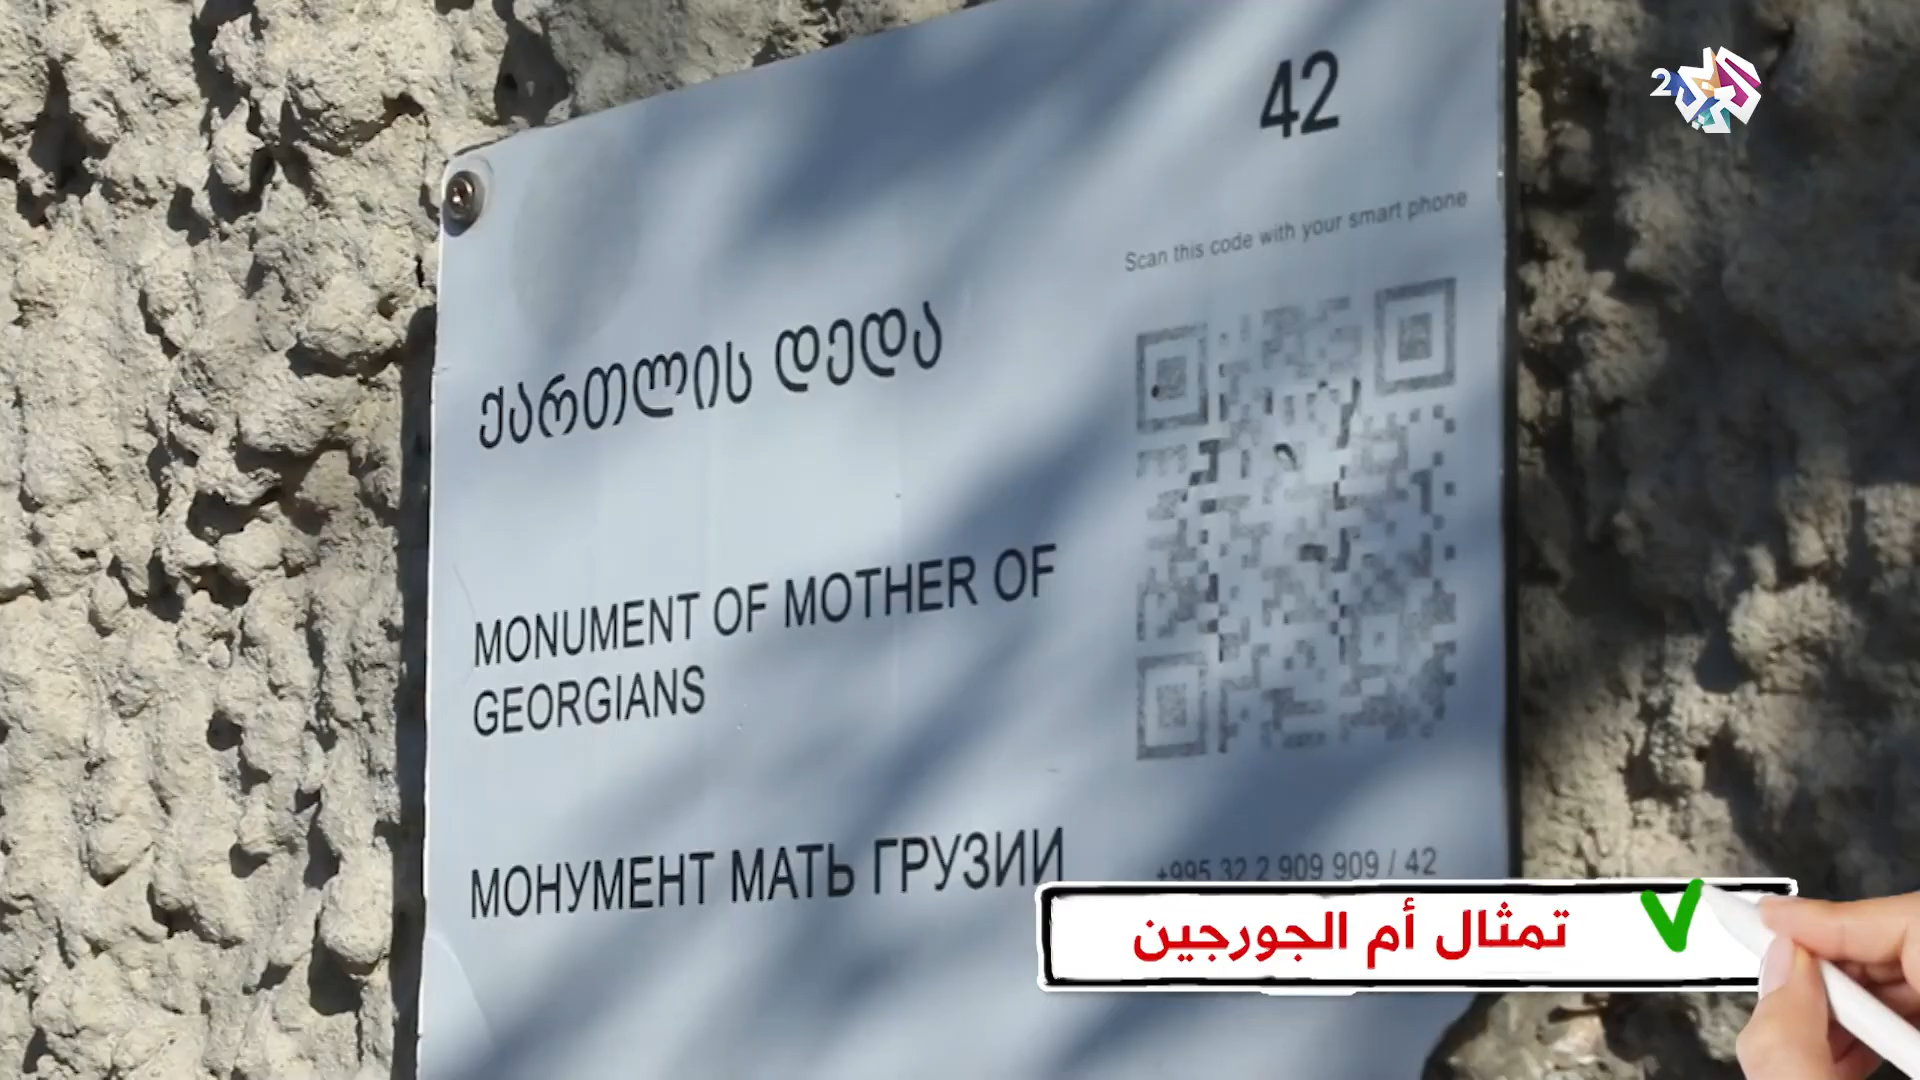 42
Scan this code with your smart phone
ქართლის დედა
MONUMENT OF MOTHER OF
GEORGIANS
МОНУМЕНТ МАТЬ ГРУЗИИ
+995 32 2 909 909 / 42
تمثال أم الجورجين